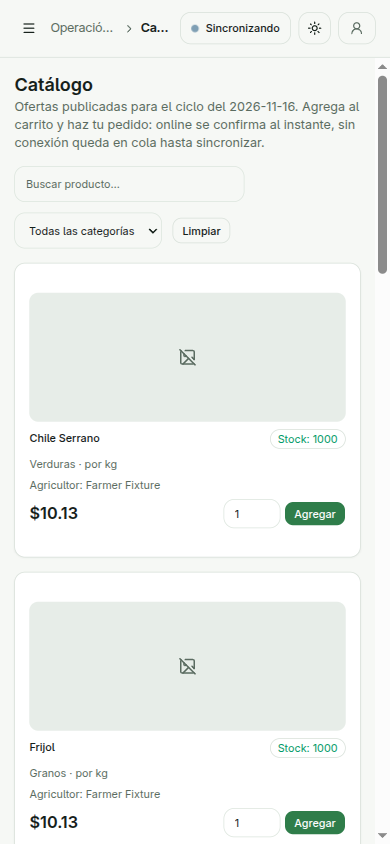 Operació... > Ca... Sincronizando
Catálogo
Ofertas publicadas para el ciclo del 2026-11-16. Agrega al
carrito y haz tu pedido: online se confirma al instante, sin
conexión queda en cola hasta sincronizar.
Buscar producto...
Todas las categorías Limpiar
Chile Serrano Stock: 1000
Verduras · por kg
Agricultor: Farmer Fixture
$10.13 1 Agregar
Frijol Stock: 1000
Granos · por kg
Agricultor: Farmer Fixture
$10.13 1 Agregar